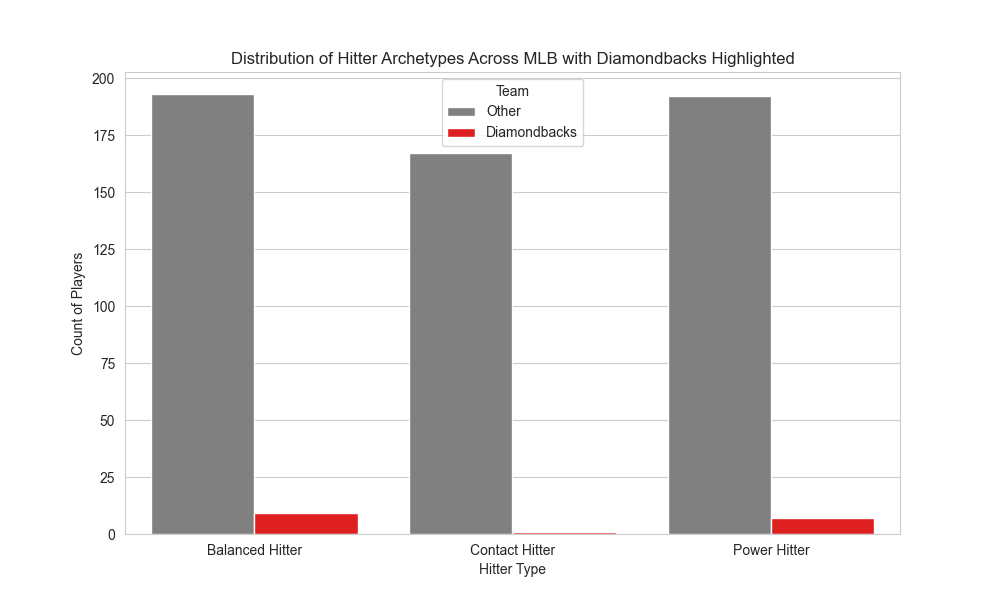 Distribution of Hitter Archetypes Across MLB with Diamondbacks Highlighted
Team
Other
Diamondbacks
Count of Players
200
175
150
125
100
75
50
25
0
Balanced Hitter
Contact Hitter
Power Hitter
Hitter Type